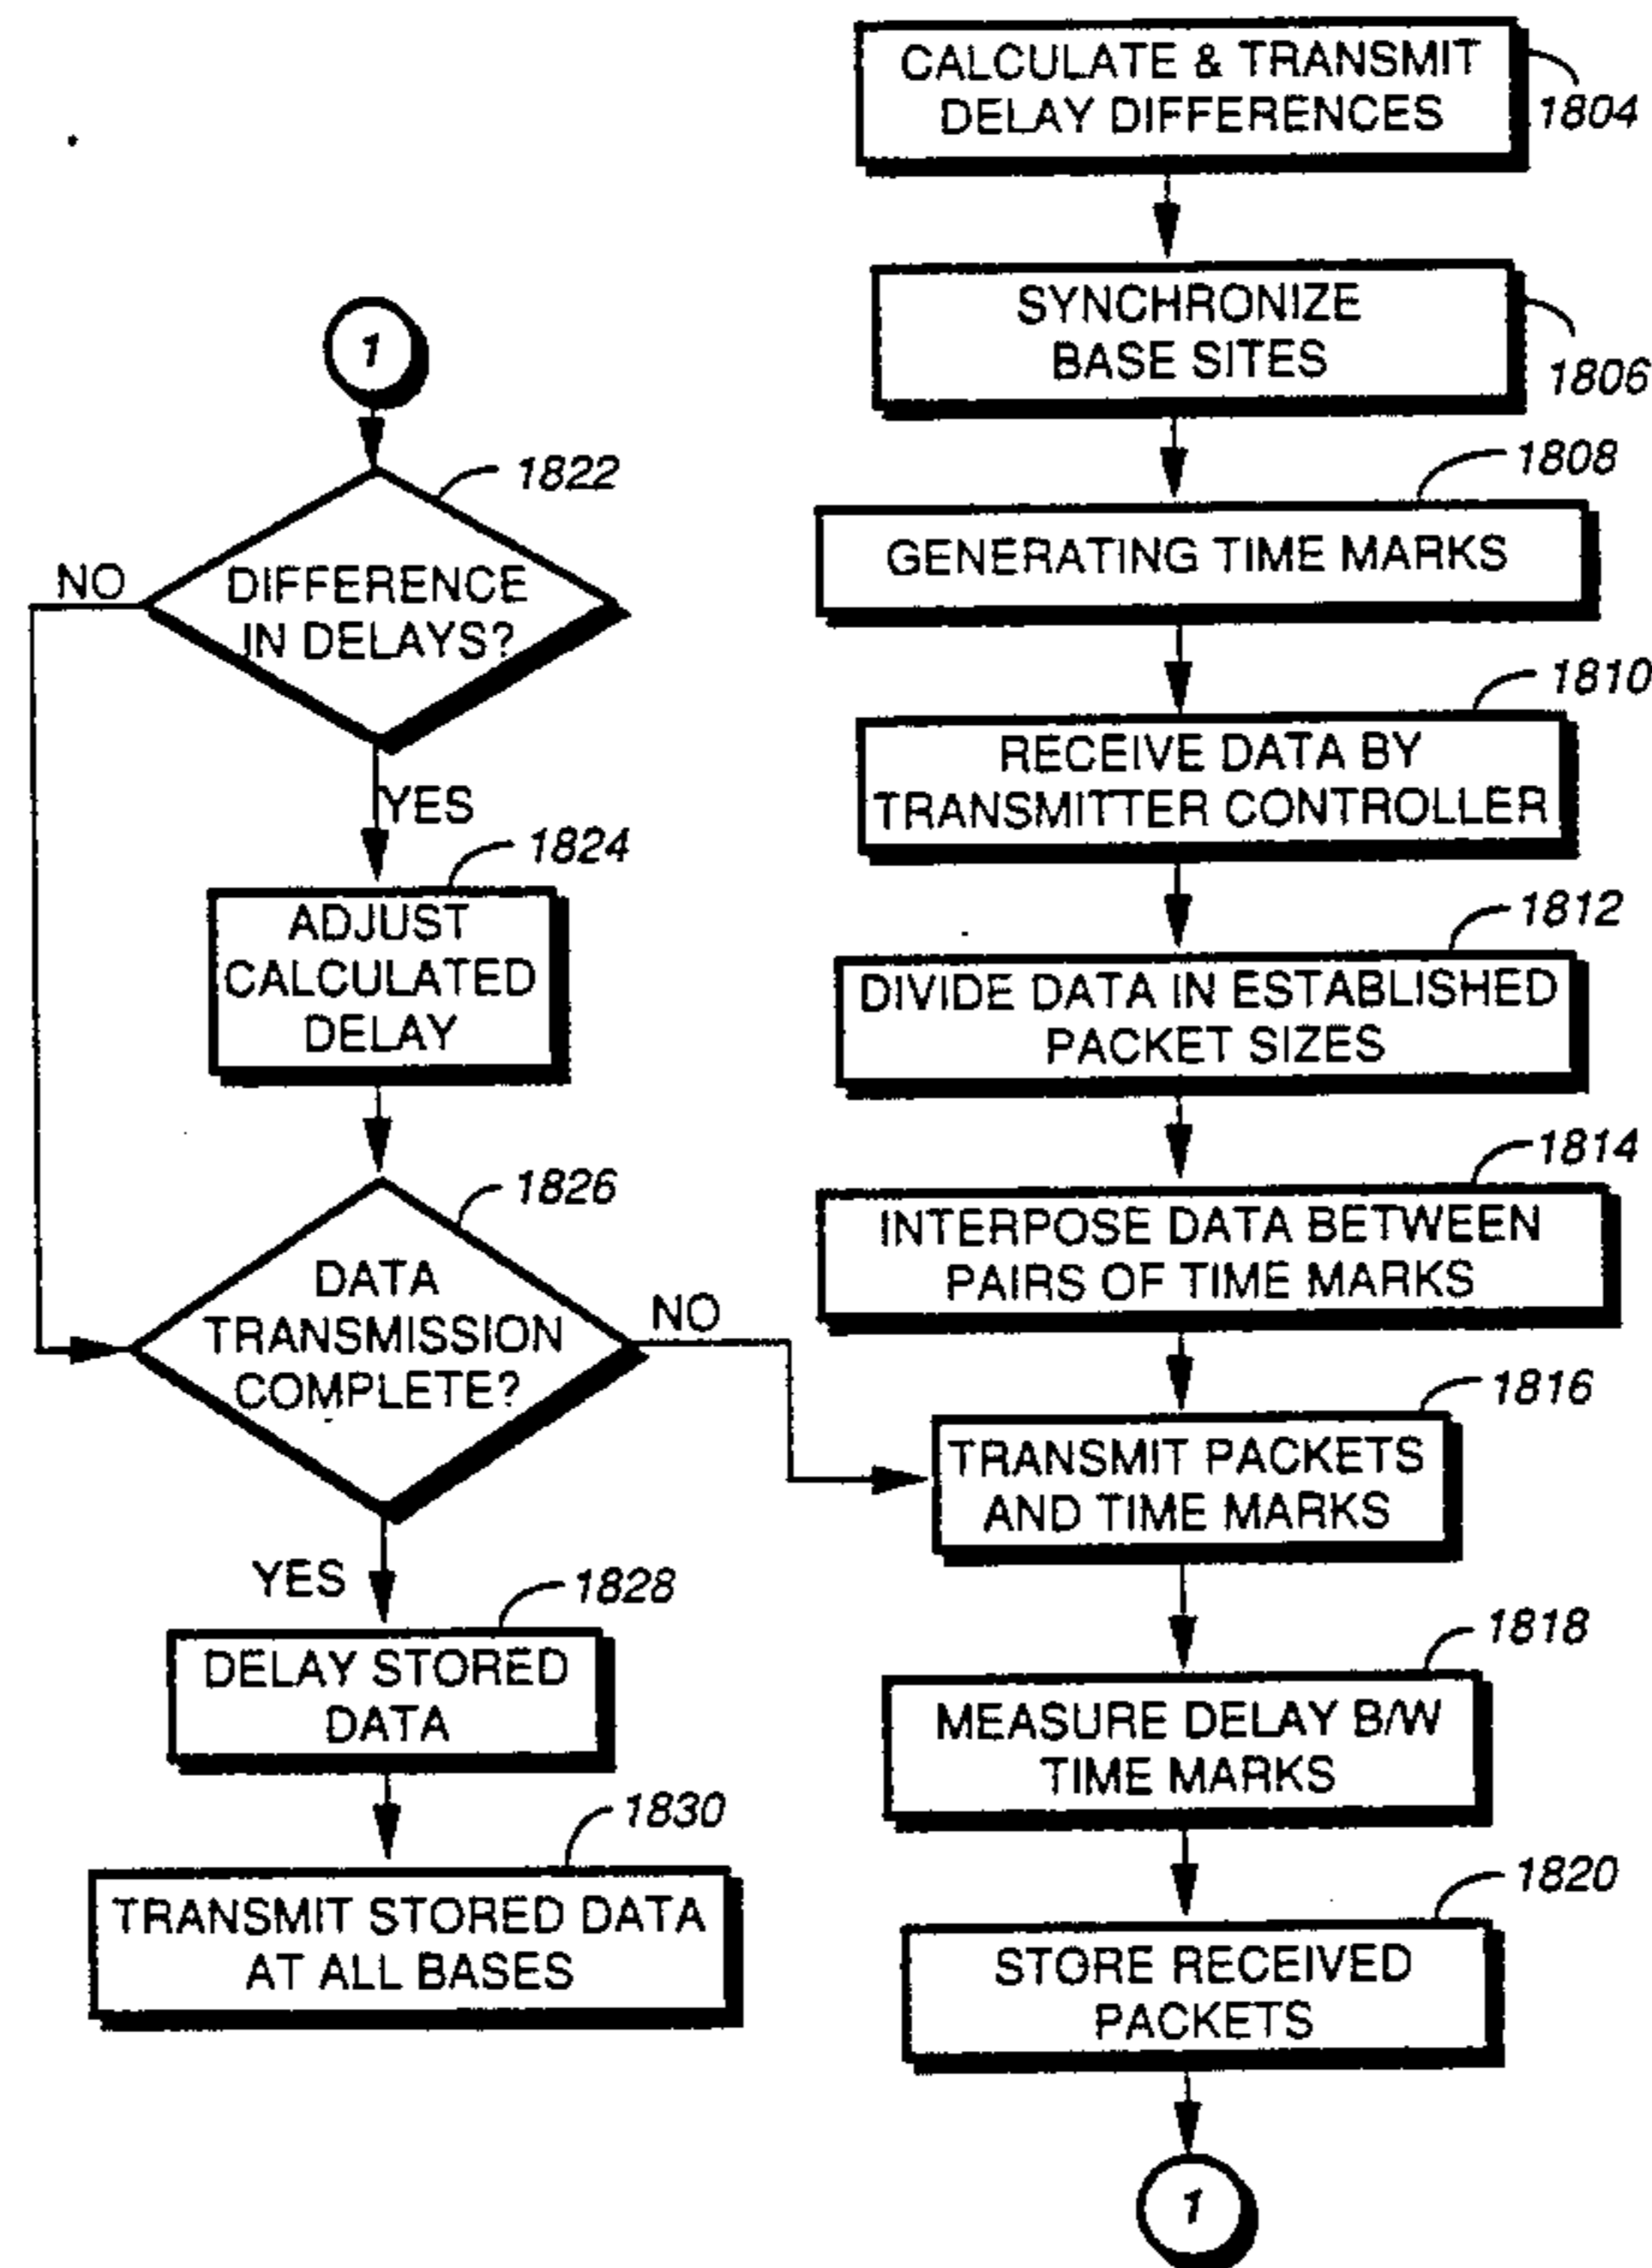 CALCULATE & TRANSMIT
DELAY DIFFERENCES
1804
SYNCHRONIZE
BASE SITES
1806
1808
GENERATING TIME MARKS
1810
RECEIVE DATA BY
TRANSMITTER CONTROLLER
1812
DIVIDE DATA IN ESTABLISHED
PACKET SIZES
1814
INTERPOSE DATA BETWEEN
PAIRS OF TIME MARKS
1816
TRANSMIT PACKETS
AND TIME MARKS
1818
MEASURE DELAY B/W
TIME MARKS
1820
STORE RECEIVED
PACKETS
1
1
1822
NO
DIFFERENCE
IN DELAYS?
YES
1824
ADJUST
CALCULATED
DELAY
1826
DATA
TRANSMISSION
COMPLETE?
NO
YES
1828
DELAY STORED
DATA
1830
TRANSMIT STORED DATA
AT ALL BASES